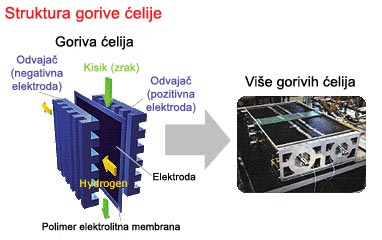 Struktura gorive ćelije
Goriva ćelija
Odvajač
(negativna
elektroda)
Kisik (zrak)
Odvajač
(pozitivna
elektroda)
Više gorivih ćelija
Hydrogen
Elektroda
Polimer elektrolitna membrana